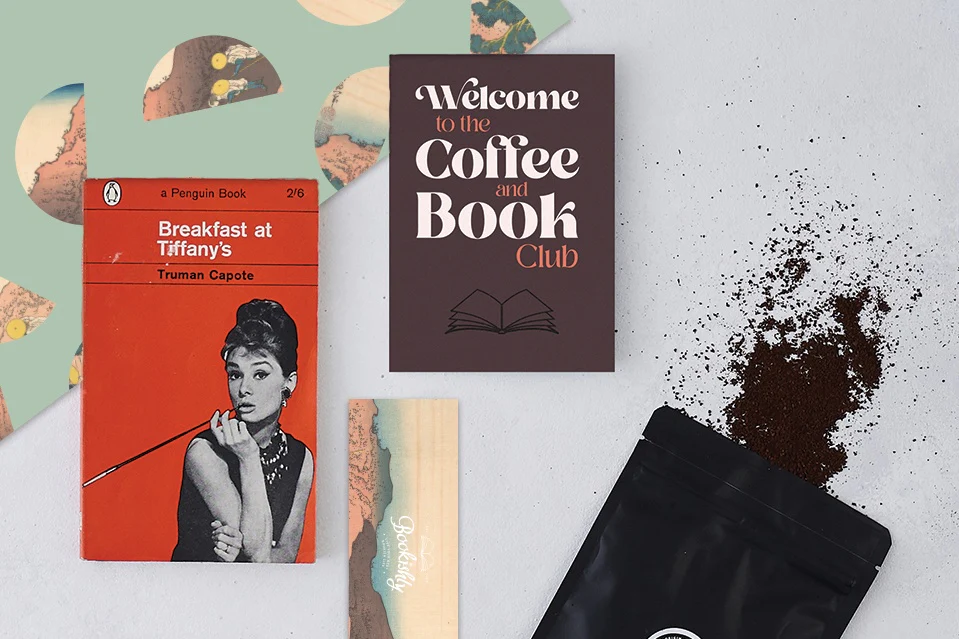 a Penguin Book 2/6
Breakfast at
Tiffany's
Truman Capote
Welcome
to the
Coffee
and
Book
Club
Bookishly